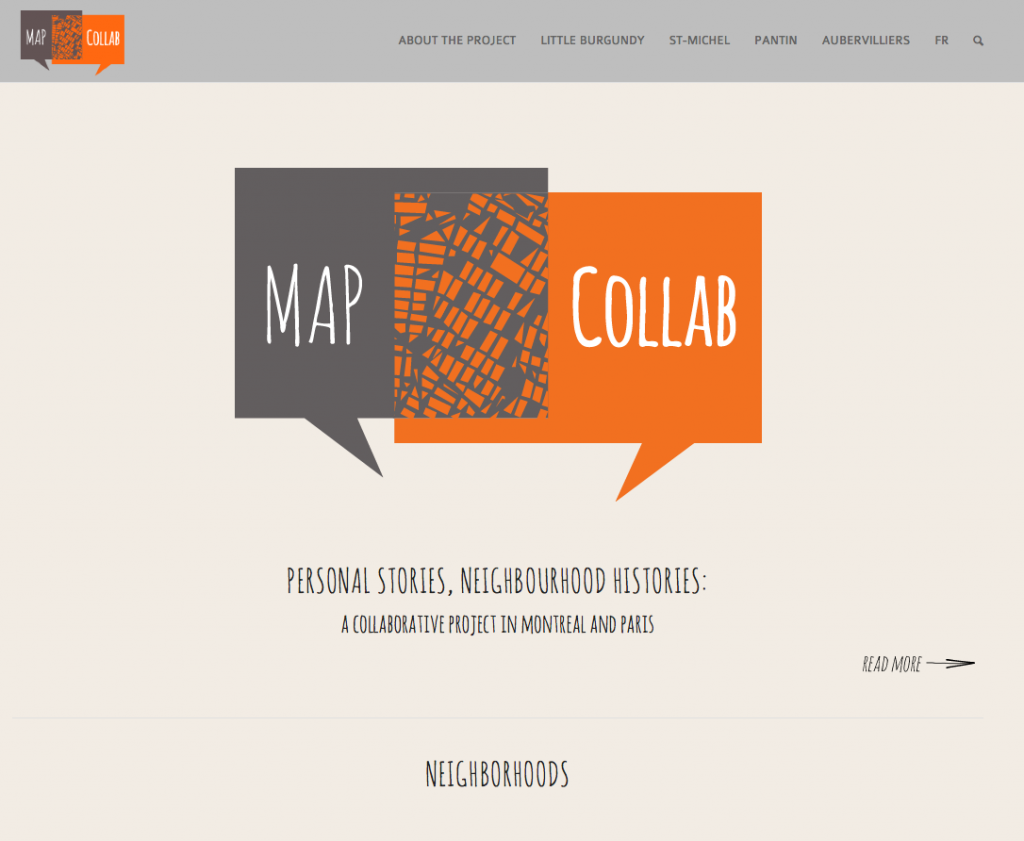 MAP COLLAB
ABOUT THE PROJECT LITTLE BURGUNDY ST-MICHEL PANTIN AUBERVILLIERS FR
MAP COLLAB
PERSONAL STORIES, NEIGHBOURHOOD HISTORIES:
A COLLABORATIVE PROJECT IN MONTREAL AND PARIS
READ MORE
NEIGHBORHOODS